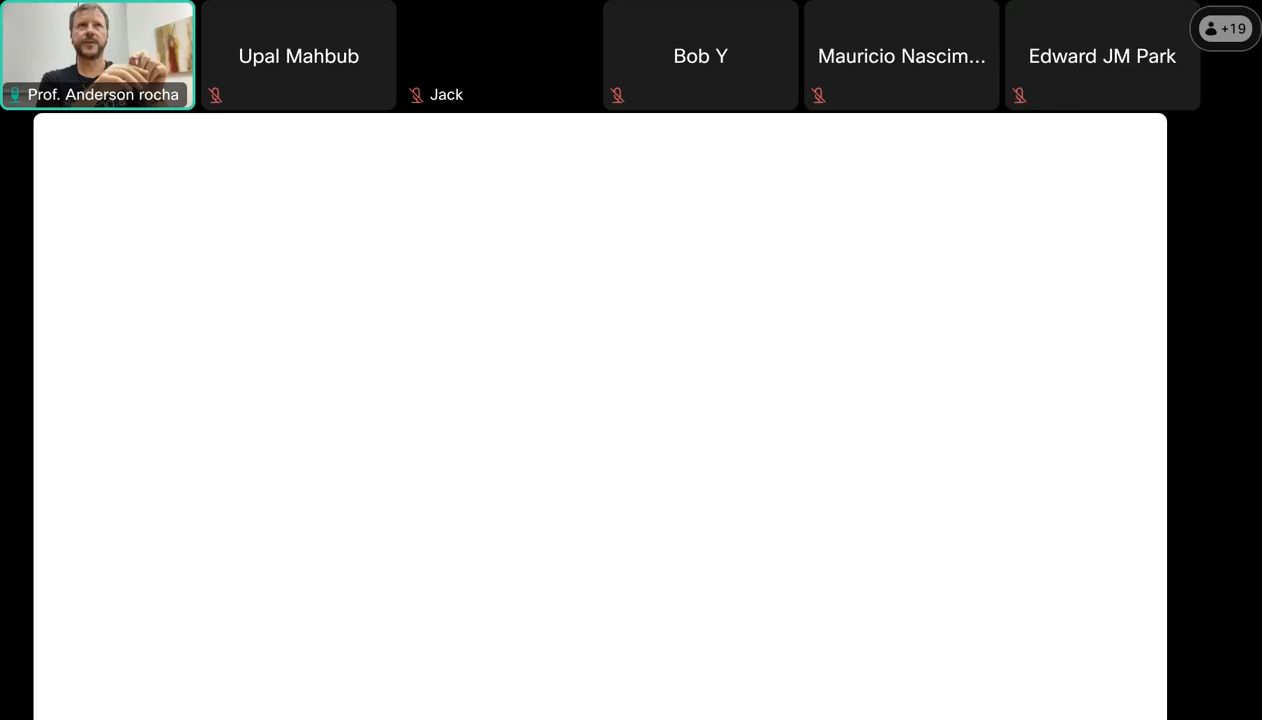 Upal Mahbub
Bob Y
Mauricio Nascim...
Edward JM Park
+19
Prof. Anderson rocha
Jack